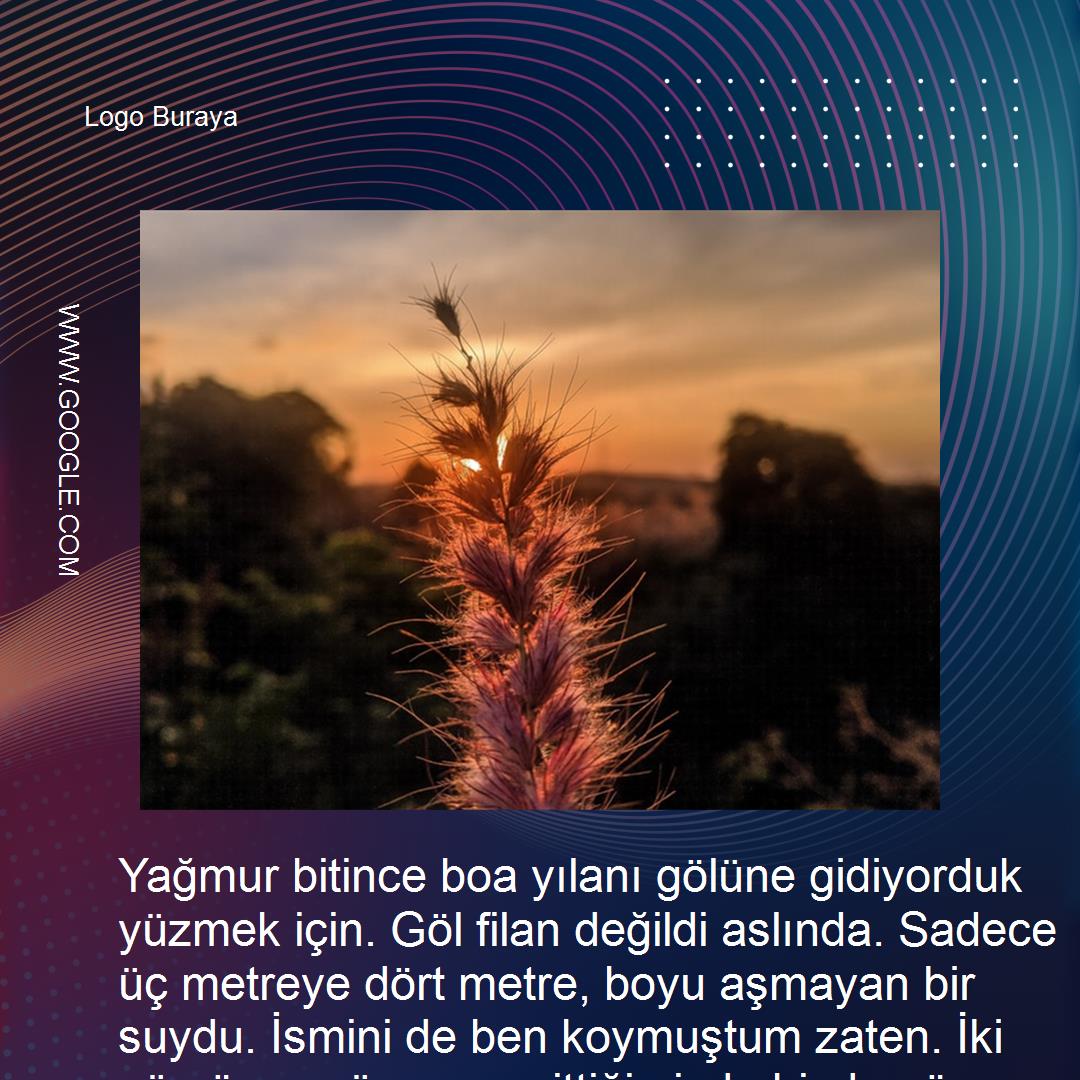 Logo Buraya
WWW.GOOGLE.COM
Yağmur bitince boa yılanı gölüne gidiyorduk
yüzmek için. Göl filan değildi aslında. Sadece
üç metreye dört metre, boyu aşmayan bir
suydu. İsmini de ben koymuştum zaten. İki